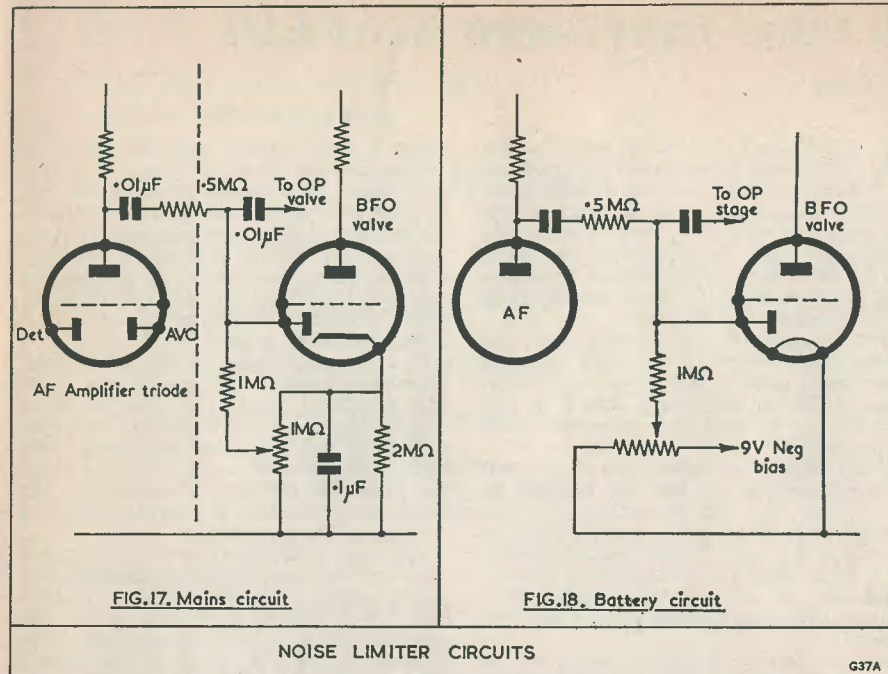 ·01µF
·5MΩ
To OP
valve
·01µF
BFO
valve
Det
AVC
AF Amplifier triode
1MΩ
1MΩ
·1µF
2MΩ
FIG.17. Mains circuit
·5MΩ
To OP
stage
BFO
valve
AF
1MΩ
9V Neg
bias
FIG.18. Battery circuit
NOISE LIMITER CIRCUITS
G37A